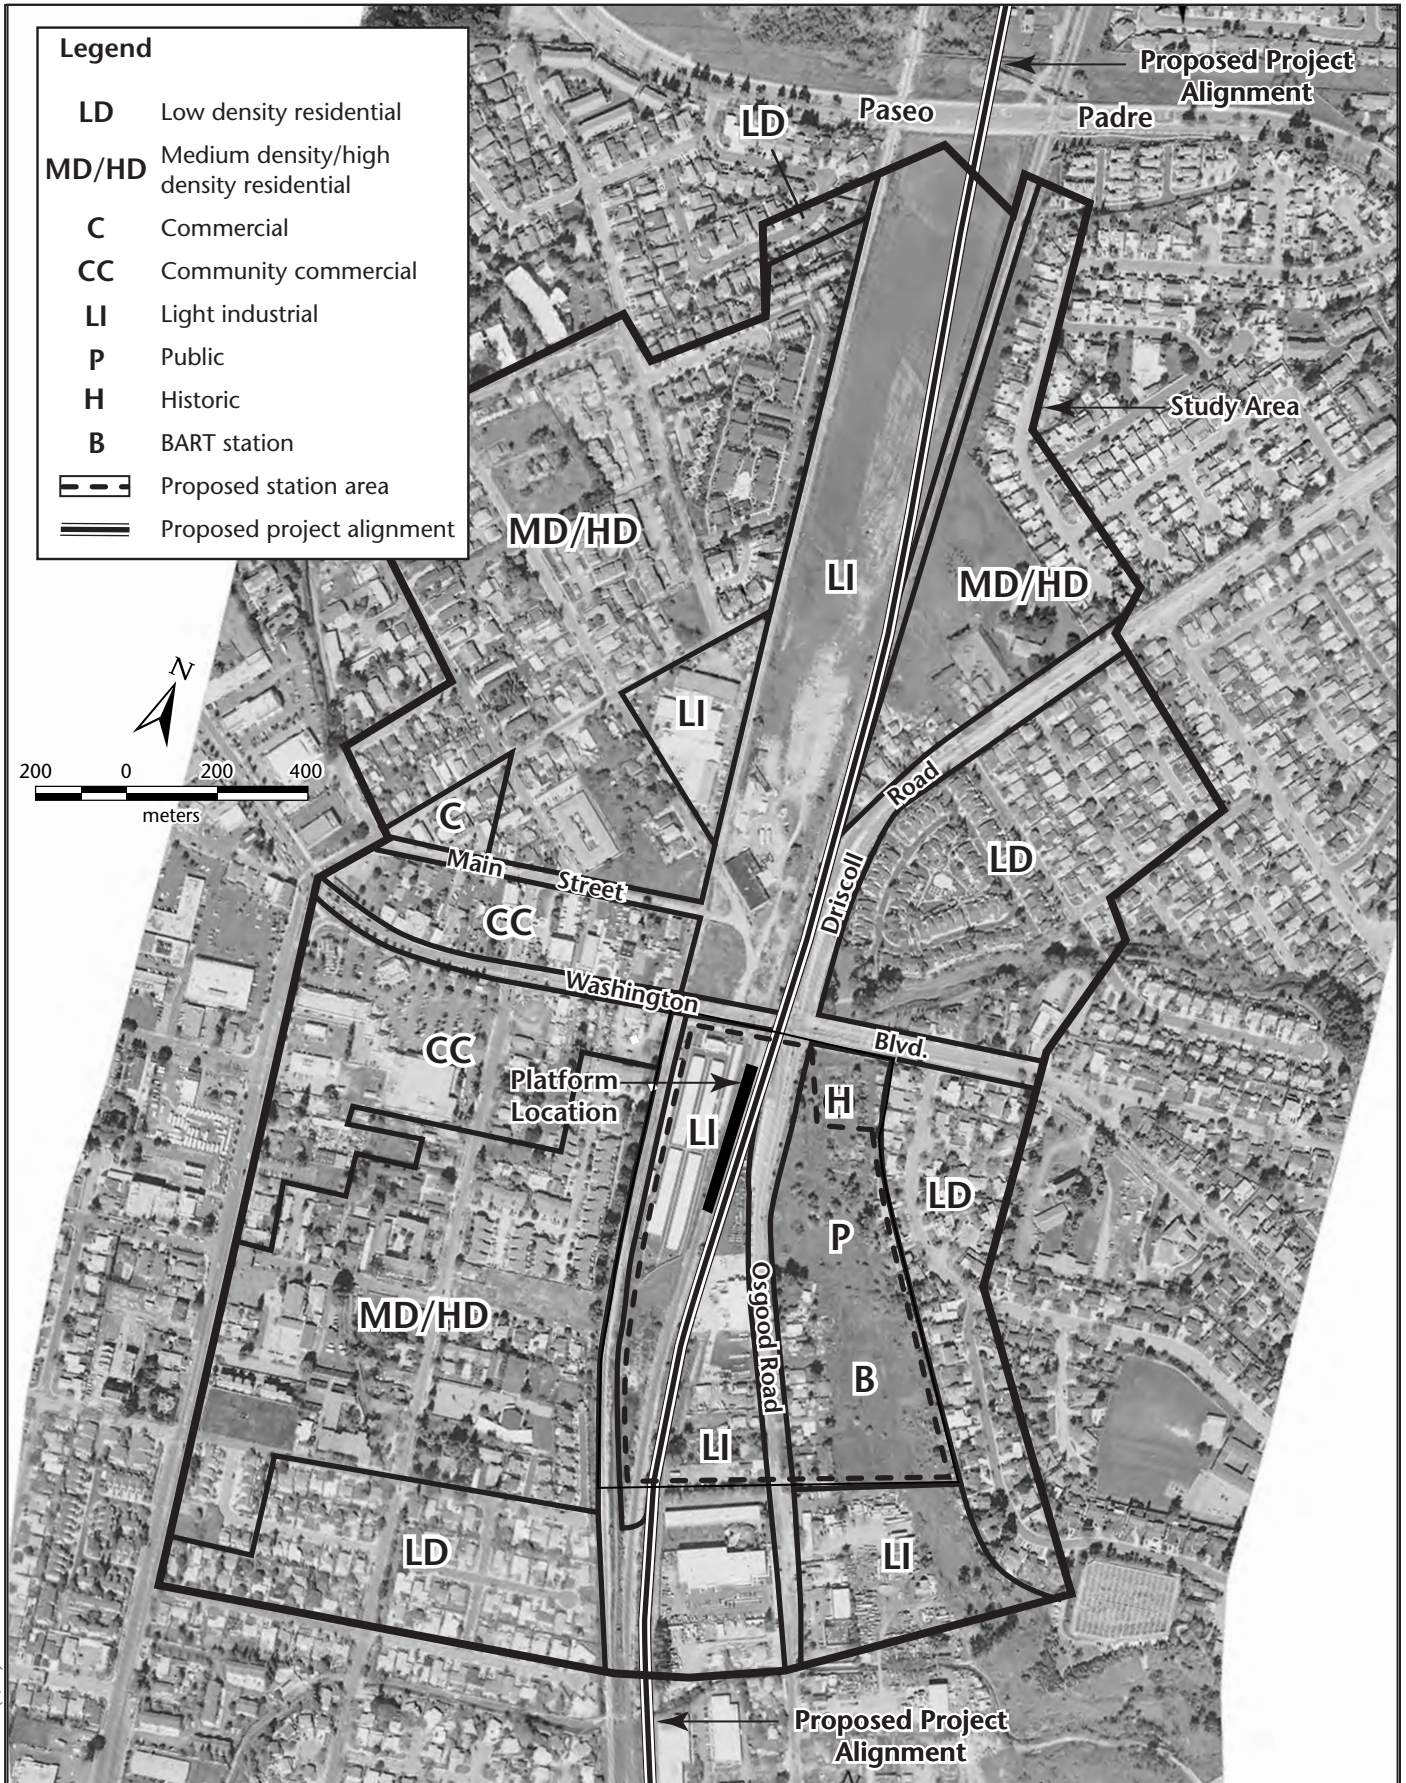 Legend
LD Low density residential
MD/HD Medium density/high
density residential
C Commercial
CC Community commercial
LI Light industrial
P Public
H Historic
B BART station
Proposed station area
Proposed project alignment
Proposed Project
Alignment
Paseo
Padre
LD
Study Area
MD/HD
LI
MD/HD
N
LI
200 0 200 400
meters
Road
C
LD
Main
Street
Driscoll
CC
Washington
Blvd.
CC
Platform
Location
H
LI
LD
P
MD/HD
Osgood Road
B
LI
LD
LI
Proposed Project
Alignment